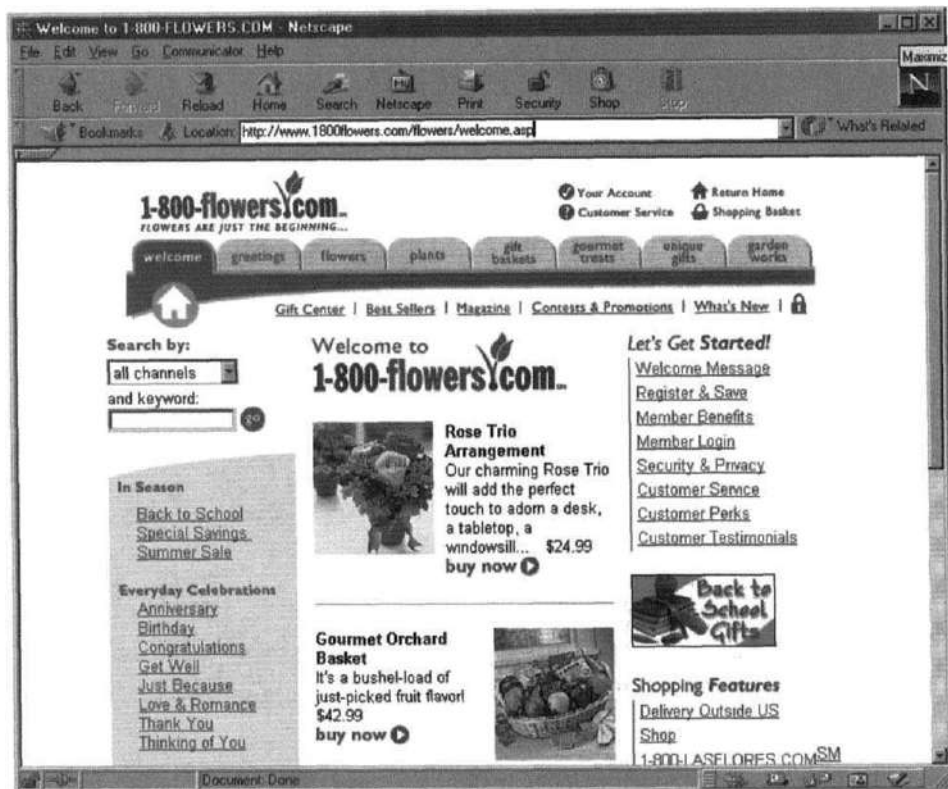 Welcome to 1-800-FLOWERS.COM - Netscape
File Edit View Go Communicator Help
Maximiz
Back Forward Reload Home Search Netscape Print Security Shop Stop
N
Bookmarks Location: http://www.1800flowers.com/flowers/welcome.asp What's Related
1-800-flowers.com
FLOWERS ARE JUST THE BEGINNING...
Your Account Return Home
Customer Service Shopping Basket
welcome greetings flowers plants gift baskets gourmet treats unique gifts garden works
Gift Center | Best Sellers | Magazine | Contests & Promotions | What's New |
Search by:
all channels
and keyword:
go
In Season
Back to School
Special Savings
Summer Sale
Everyday Celebrations
Anniversary
Birthday
Congratulations
Get Well
Just Because
Love & Romance
Thank You
Thinking of You
Welcome to
1-800-flowers.com
Rose Trio
Arrangement
Our charming Rose Trio
will add the perfect
touch to adorn a desk,
a tabletop, a
windowsill... $24.99
buy now
Gourmet Orchard
Basket
It's a bushel-load of
just-picked fruit flavor!
$42.99
buy now
Let's Get Started!
Welcome Message
Register & Save
Member Benefits
Member Login
Security & Privacy
Customer Service
Customer Perks
Customer Testimonials
Back to
School
Gifts
Shopping Features
Delivery Outside US
Shop
1-800-LASFLORES.COM SM
Document: Done